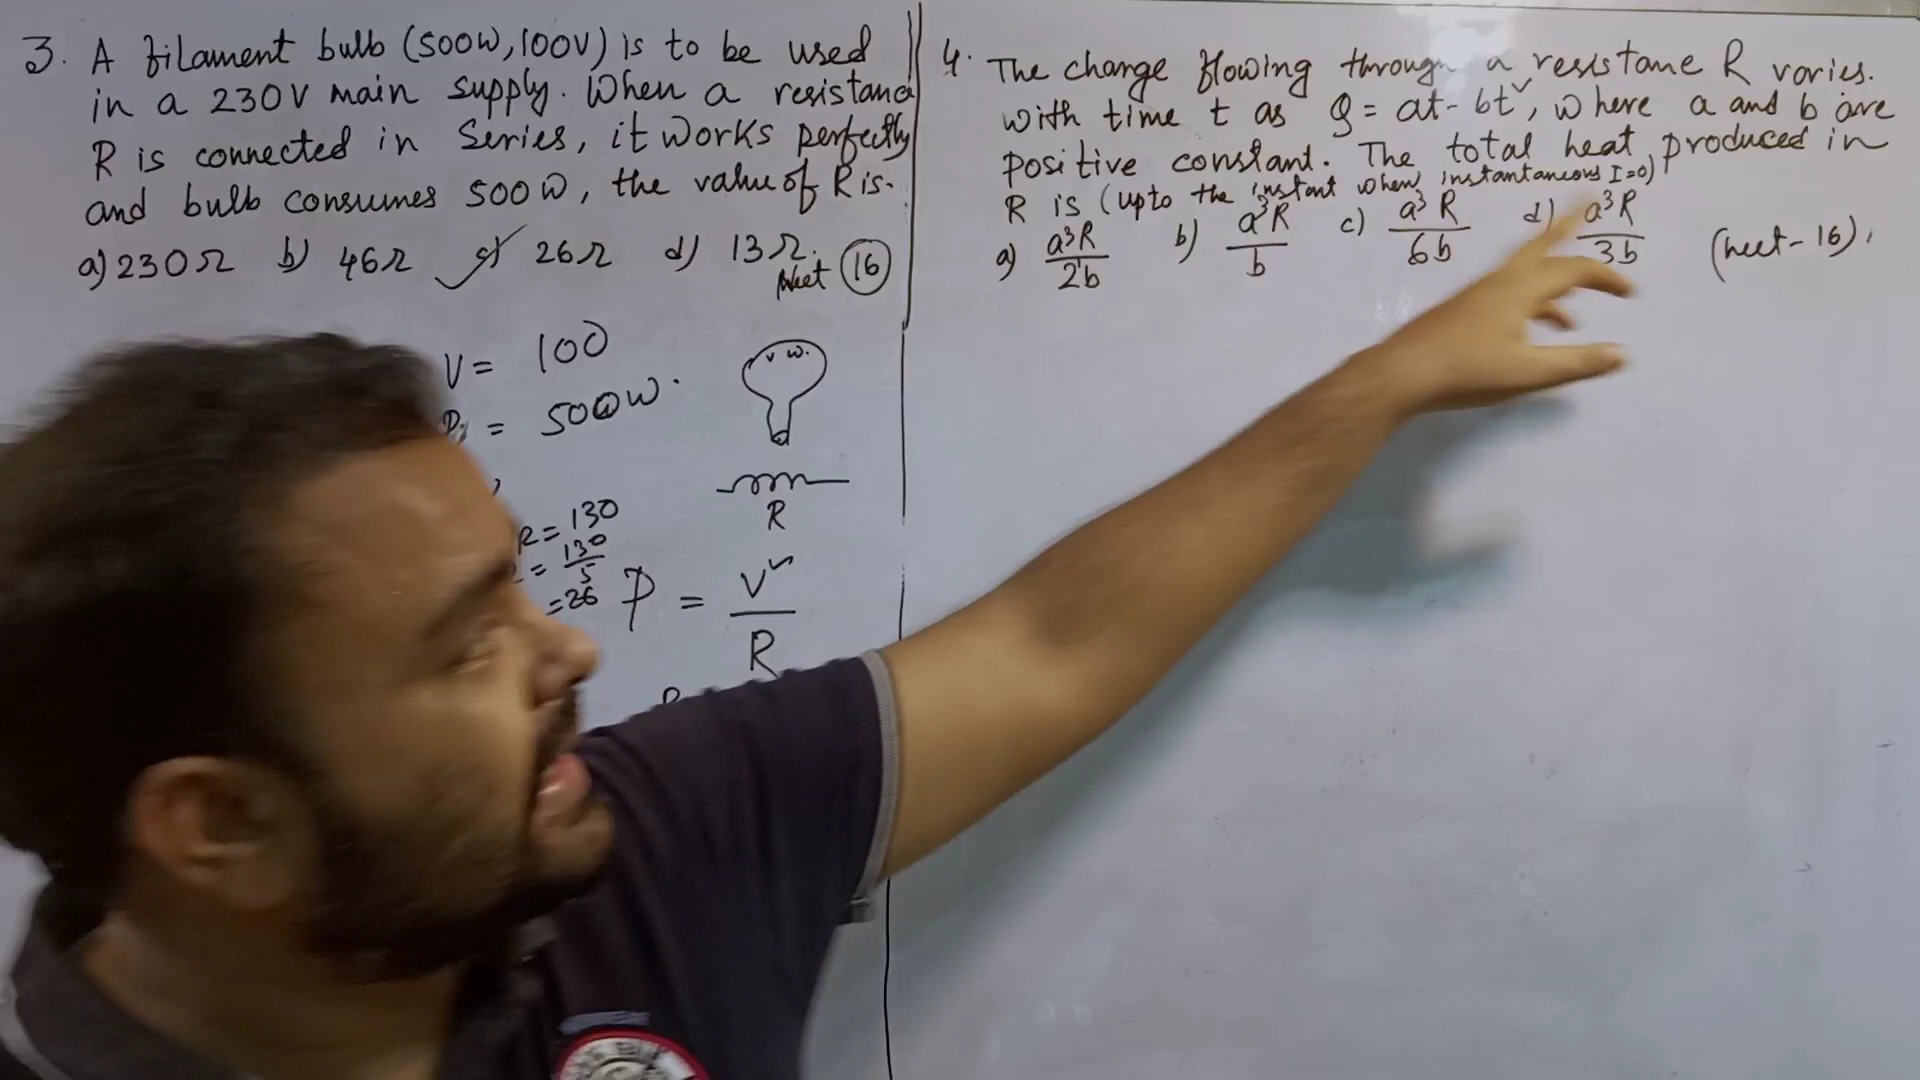 3. A filament bulb (500W, 100V) is to be used
in a 230V main supply. When a resistance
R is connected in Series, it works perfectly
and bulb consumes 500W, the value of R is.
a) 230Ω b) 46Ω c) 26Ω d) 13Ω.
Neet 16
V = 100
= 500W.
R = 130
= 130/5
= 26
V W.
R
P = V²/R
4. The charge flowing through a resistane R varies.
with time t as Q = at - bt², where a and b are
positive constant. The total heat produced in
R is (upto the instant when instantaneous I=0)
a) a³R/2b b) a³R/b c) a³R/6b d) a³R/3b (neet-16).